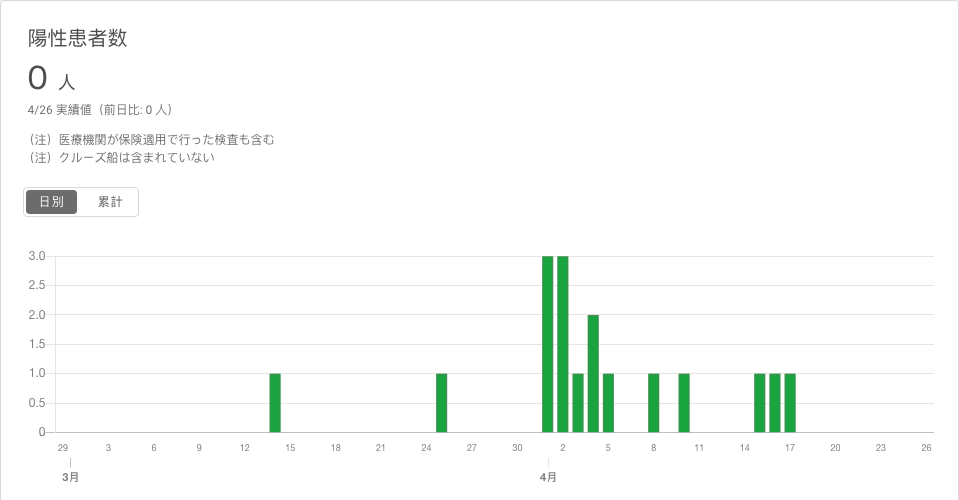 陽性患者数
0 人
4/26 実績値（前日比: 0 人）
（注）医療機関が保険適用で行った検査も含む
（注）クルーズ船は含まれていない
日別 累計
3.0
2.5
2.0
1.5
1.0
0.5
0
29 3 6 9 12 15 18 21 24 27 30 2 5 8 11 14 17 20 23 26
3月 4月